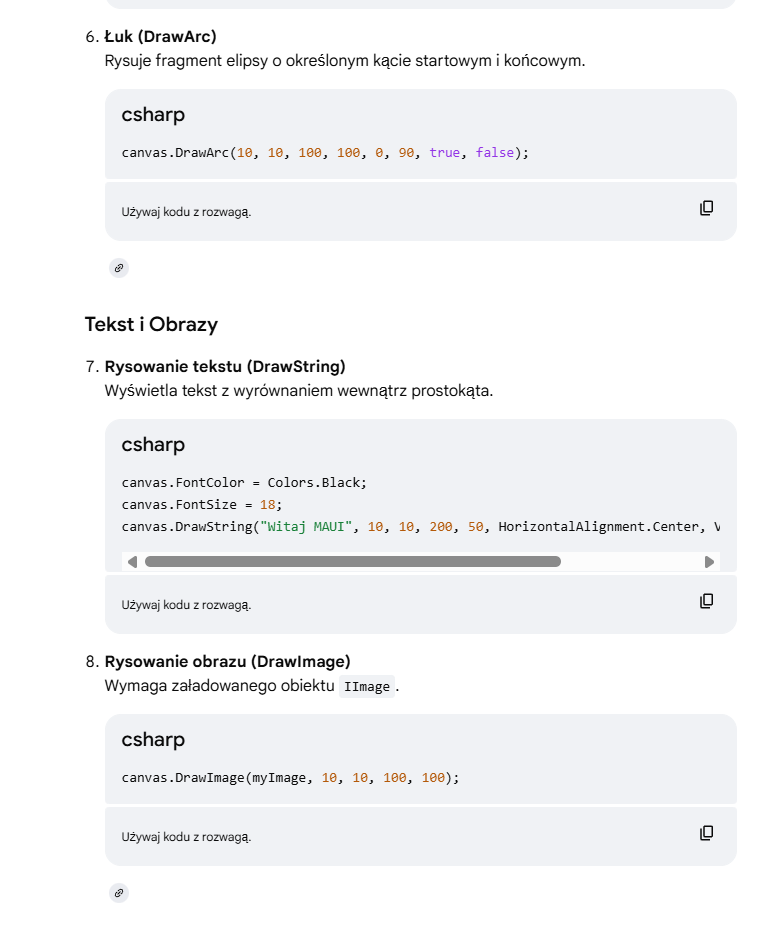 6. Łuk (DrawArc)
Rysuje fragment elipsy o określonym kącie startowym i końcowym.
csharp
canvas.DrawArc(10, 10, 100, 100, 0, 90, true, false);
Używaj kodu z rozwagą.
Tekst i Obrazy
7. Rysowanie tekstu (DrawString)
Wyświetla tekst z wyrównaniem wewnątrz prostokąta.
csharp
canvas.FontColor = Colors.Black;
canvas.FontSize = 18;
canvas.DrawString("Witaj MAUI", 10, 10, 200, 50, HorizontalAlignment.Center, V
Używaj kodu z rozwagą.
8. Rysowanie obrazu (DrawImage)
Wymaga załadowanego obiektu IImage.
csharp
canvas.DrawImage(myImage, 10, 10, 100, 100);
Używaj kodu z rozwagą.